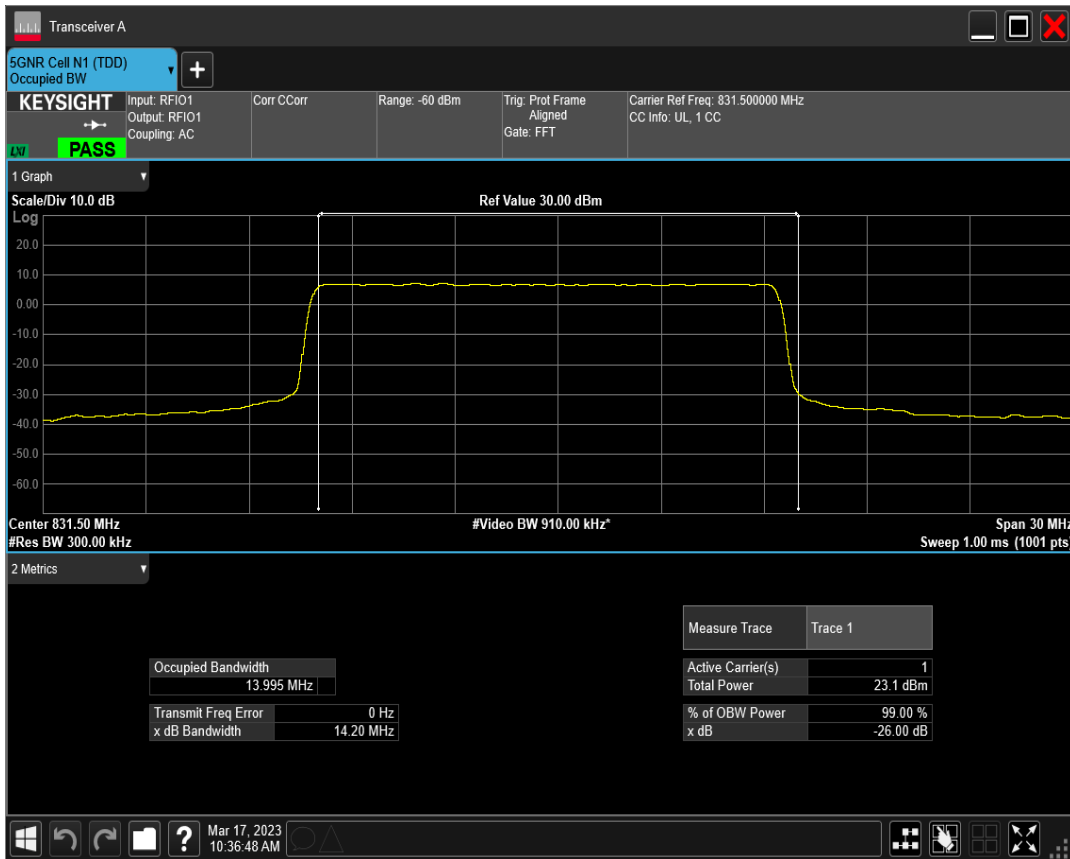 Transceiver A
5GNR Cell N1 (TDD)
Occupied BW
+
KEYSIGHT
LXI
PASS
Input: RFIO1
Output: RFIO1
Coupling: AC
Corr CCorr
Range: -60 dBm
Trig: Prot Frame
Aligned
Gate: FFT
Carrier Ref Freq: 831.500000 MHz
CC Info: UL, 1 CC
1 Graph
Scale/Div 10.0 dB
Ref Value 30.00 dBm
Log
20.0
10.0
0.00
-10.0
-20.0
-30.0
-40.0
-50.0
-60.0
Center 831.50 MHz
#Video BW 910.00 kHz*
Span 30 MHz
#Res BW 300.00 kHz
Sweep 1.00 ms (1001 pts)
2 Metrics
Measure Trace Trace 1
Occupied Bandwidth
13.995 MHz
Active Carrier(s) 1
Total Power 23.1 dBm
Transmit Freq Error 0 Hz
x dB Bandwidth 14.20 MHz
% of OBW Power 99.00 %
x dB -26.00 dB
?
Mar 17, 2023
10:36:48 AM